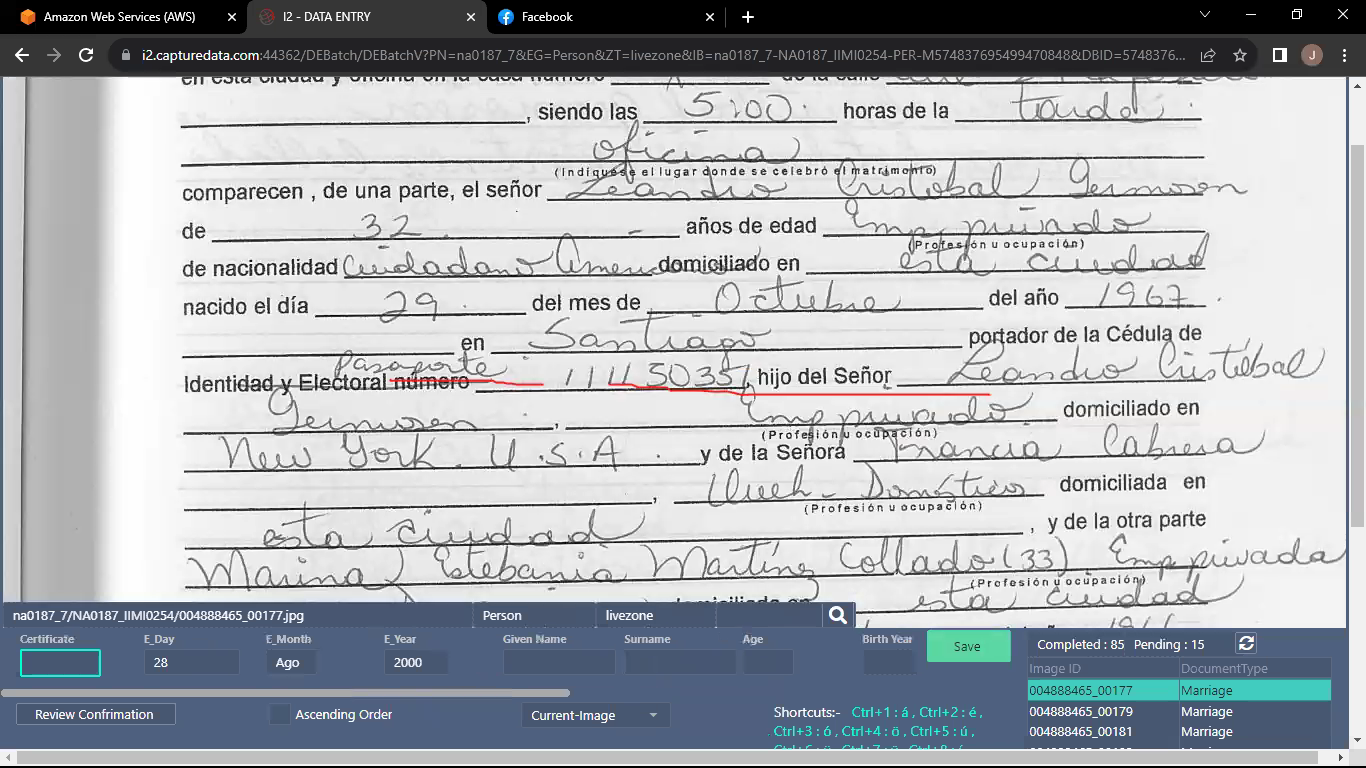 Amazon Web Services (AWS)
I2 - DATA ENTRY
Facebook
i2.capturedata.com:44362/DEBatch/DEBatchV?PN=na0187_7&EG=Person&ZT=livezone&IB=na0187_7-NA0187_IIMI0254-PER-M5748376954994708488&DBID=5748376...
J
en esta ciudad y oficina en la casa número de la calle
, siendo las 5:00 horas de la tarde
oficina
(Indíquese el lugar donde se celebró el matrimonio)
comparecen , de una parte, el señor Leandro Cristobal Germosen
de 32 años de edad Emp privado
(Profesión u ocupación)
de nacionalidad Ciudadano Americano domiciliado en esta ciudad
nacido el día 29 del mes de Octubre del año 1967
en Santiago portador de la Cédula de
Pasaporte
Identidad y Electoral número 111150357, hijo del Señor Leandro Cristóbal
Germosen , Emp privado domiciliado en
(Profesión u ocupación)
New York. U.S.A y de la Señora Francia Cabrera
, Queh- Domésticos domiciliada en
(Profesión u ocupación)
esta ciudad , y de la otra parte
Marina Estebania Martínez Collado (33) Emp privada
(Profesión u ocupación)
domiciliada en esta ciudad
na0187_7/NA0187_IIMI0254/004888465_00177.jpg Person livezone
Certificate E_Day E_Month E_Year Given Name Surname Age Birth Year
28 Ago 2000
Save
Completed : 85 Pending : 15
Image ID DocumentType
004888465_00177 Marriage
004888465_00179 Marriage
004888465_00181 Marriage
Review Confrimation
Ascending Order
Current-Image
Shortcuts:- Ctrl+1 : á , Ctrl+2 : é ,
Ctrl+3 : ó , Ctrl+4 : ö , Ctrl+5 : ú ,